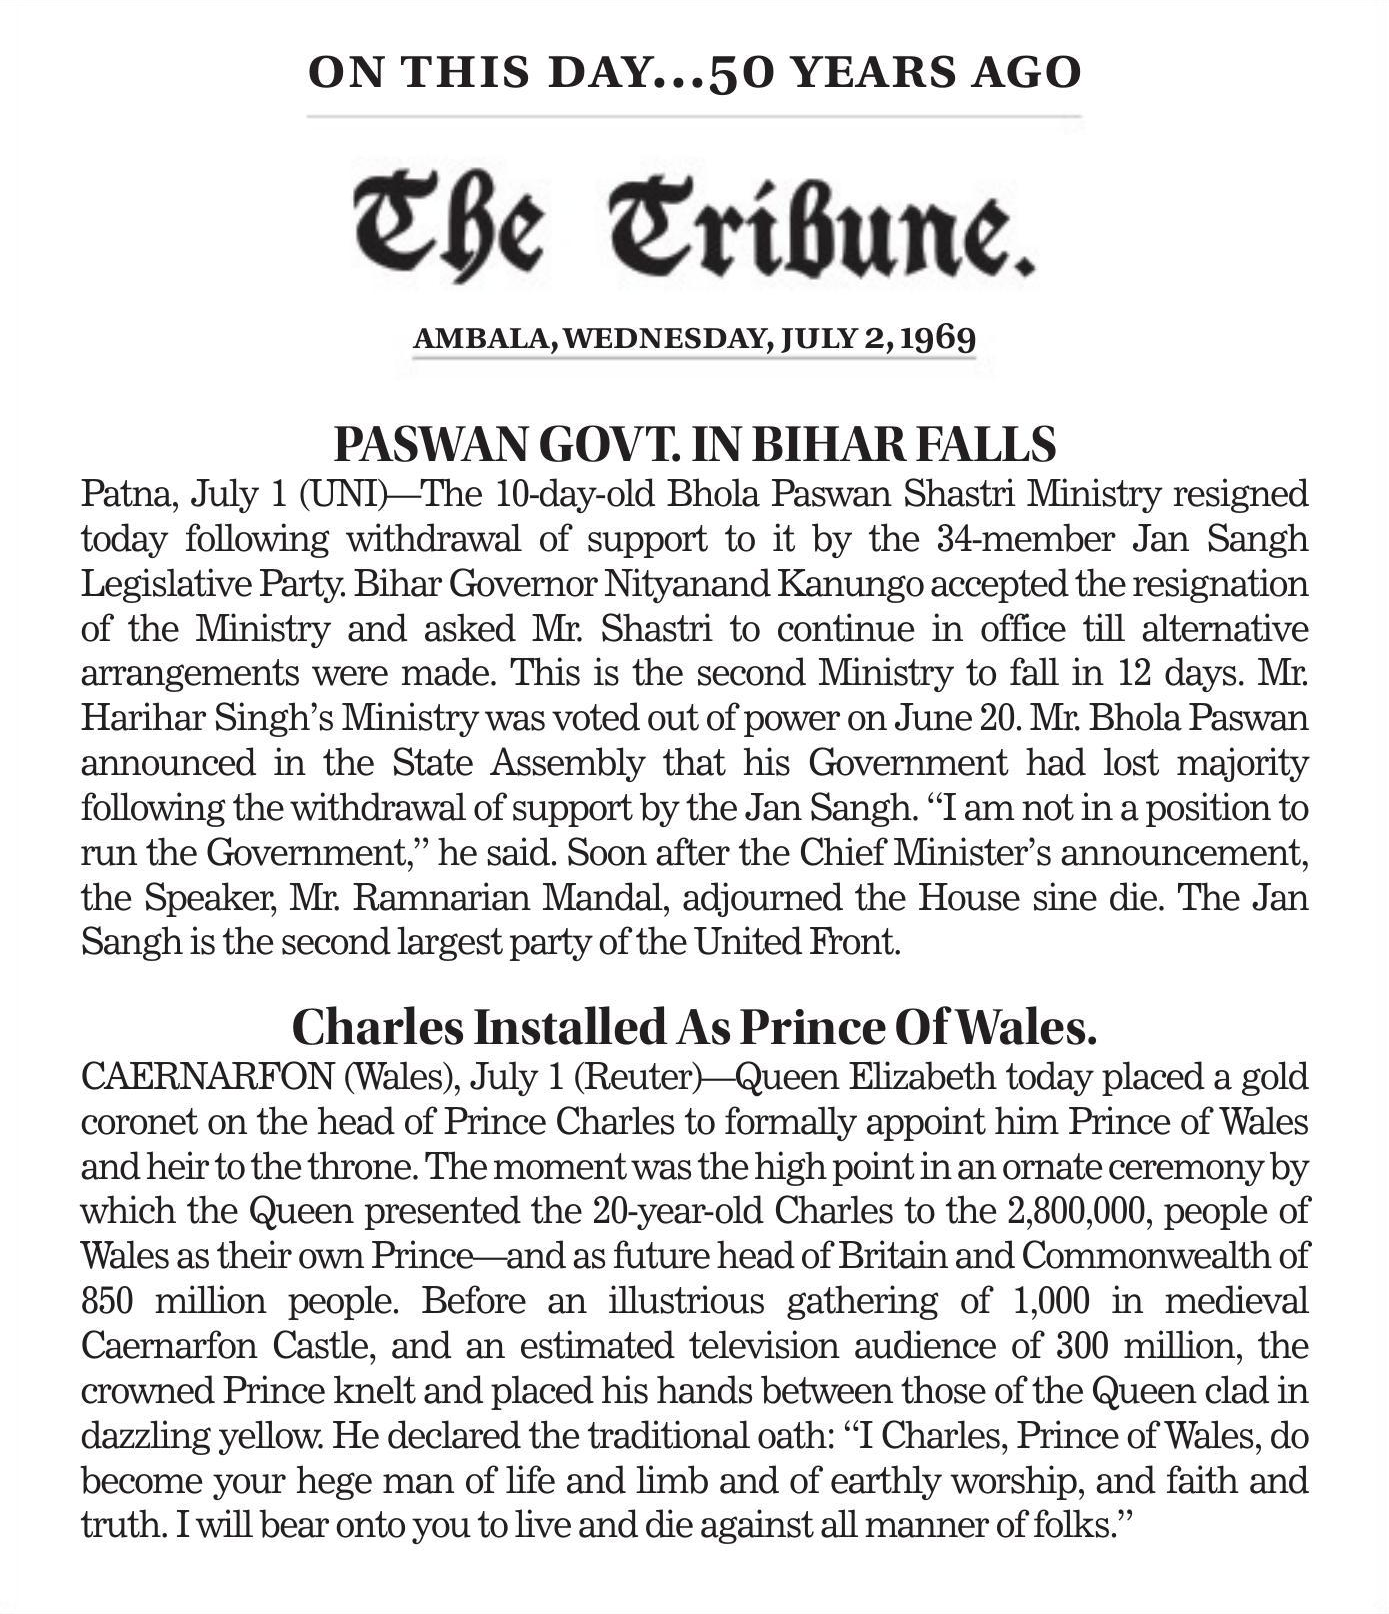 ON THIS DAY...50 YEARS AGO
The Tribune.
AMBALA, WEDNESDAY, JULY 2, 1969
PASWAN GOVT. IN BIHAR FALLS
Patna, July 1 (UNI)—The 10-day-old Bhola Paswan Shastri Ministry resigned
today following withdrawal of support to it by the 34-member Jan Sangh
Legislative Party. Bihar Governor Nityanand Kanungo accepted the resignation
of the Ministry and asked Mr. Shastri to continue in office till alternative
arrangements were made. This is the second Ministry to fall in 12 days. Mr.
Harihar Singh’s Ministry was voted out of power on June 20. Mr. Bhola Paswan
announced in the State Assembly that his Government had lost majority
following the withdrawal of support by the Jan Sangh. “I am not in a position to
run the Government,” he said. Soon after the Chief Minister’s announcement,
the Speaker, Mr. Ramnarian Mandal, adjourned the House sine die. The Jan
Sangh is the second largest party of the United Front.
Charles Installed As Prince Of Wales.
CAERNARFON (Wales), July 1 (Reuter)—Queen Elizabeth today placed a gold
coronet on the head of Prince Charles to formally appoint him Prince of Wales
and heir to the throne. The moment was the high point in an ornate ceremony by
which the Queen presented the 20-year-old Charles to the 2,800,000, people of
Wales as their own Prince—and as future head of Britain and Commonwealth of
850 million people. Before an illustrious gathering of 1,000 in medieval
Caernarfon Castle, and an estimated television audience of 300 million, the
crowned Prince knelt and placed his hands between those of the Queen clad in
dazzling yellow. He declared the traditional oath: “I Charles, Prince of Wales, do
become your hege man of life and limb and of earthly worship, and faith and
truth. I will bear onto you to live and die against all manner of folks.”